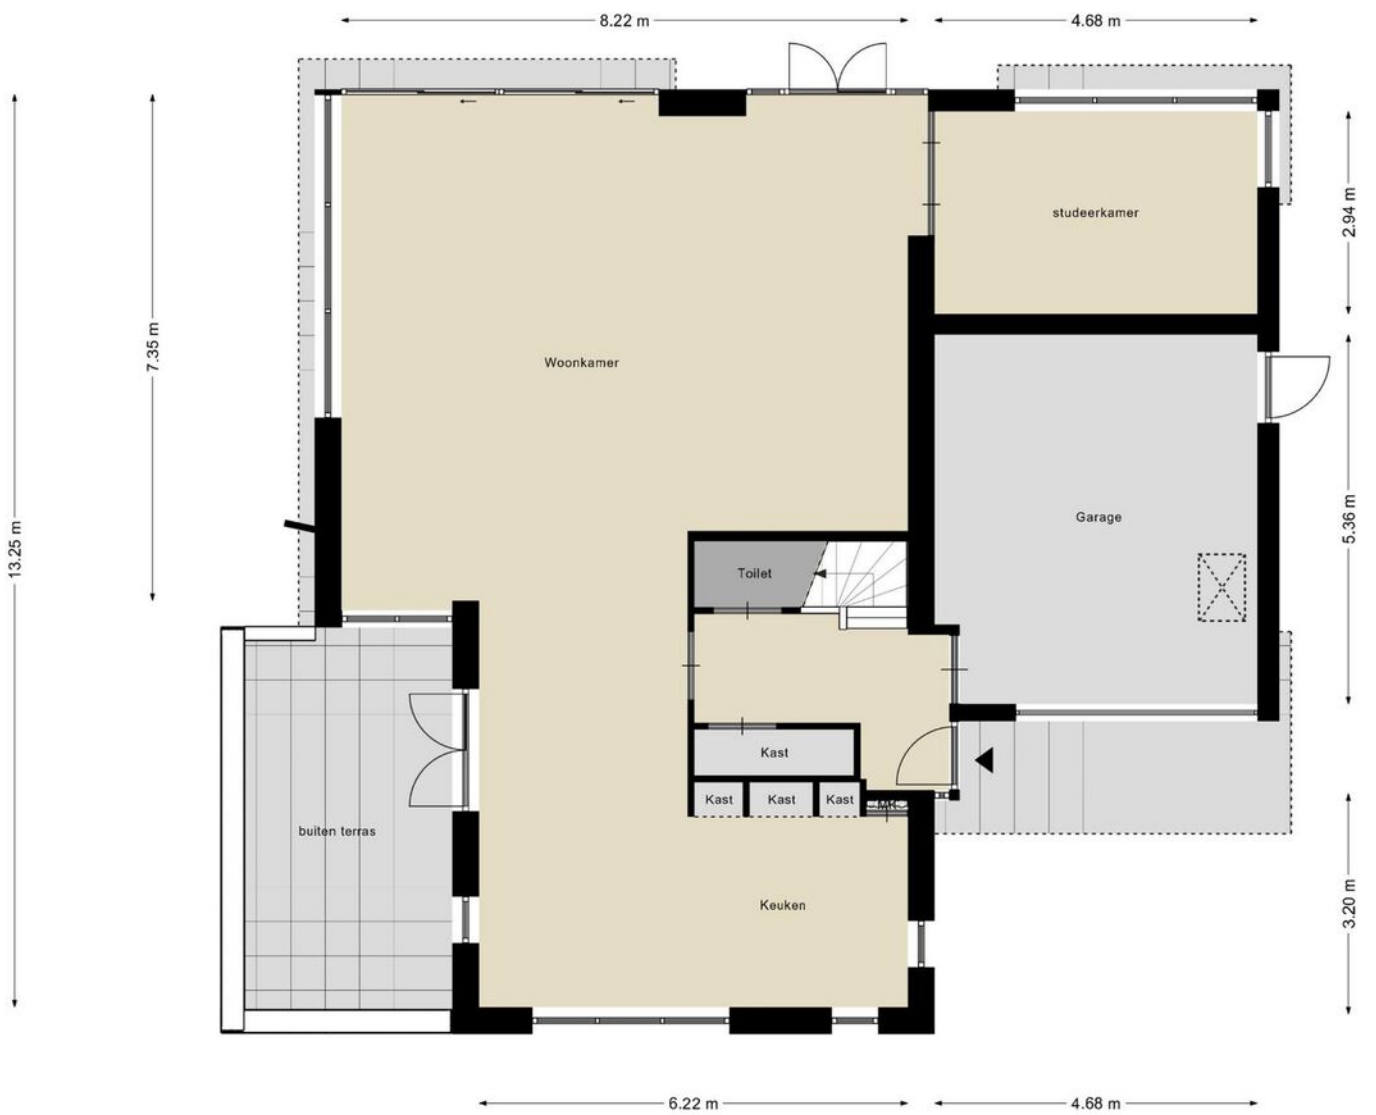 8.22 m
4.68 m
7.35 m
13.25 m
2.94 m
studeerkamer
Woonkamer
5.36 m
Garage
Toilet
Kast
Kast
Kast
Kast
MK
buiten terras
Keuken
3.20 m
6.22 m
4.68 m